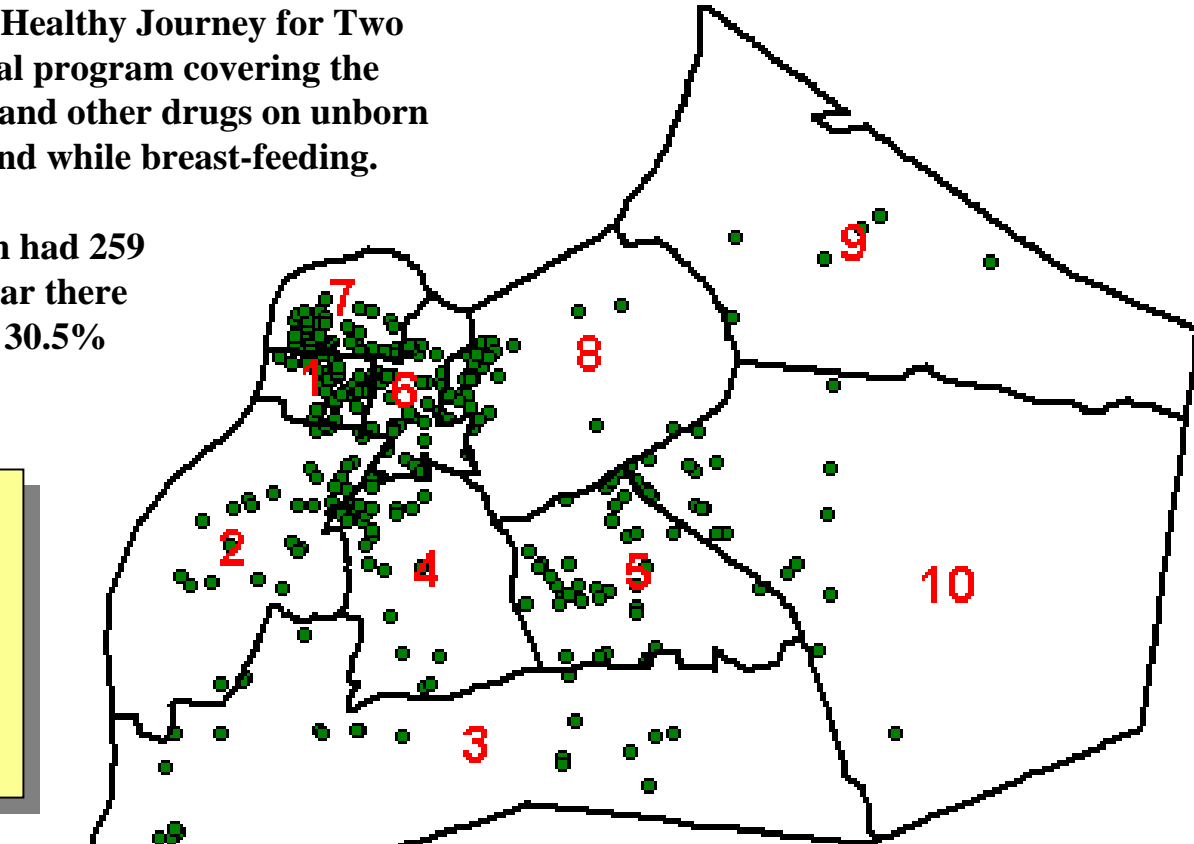 Healthy Journey for Two
al program covering the
and other drugs on unborn
nd while breast-feeding.
n had 259
ar there
30.5%
7
9
8
1
6
2
4
5
10
3